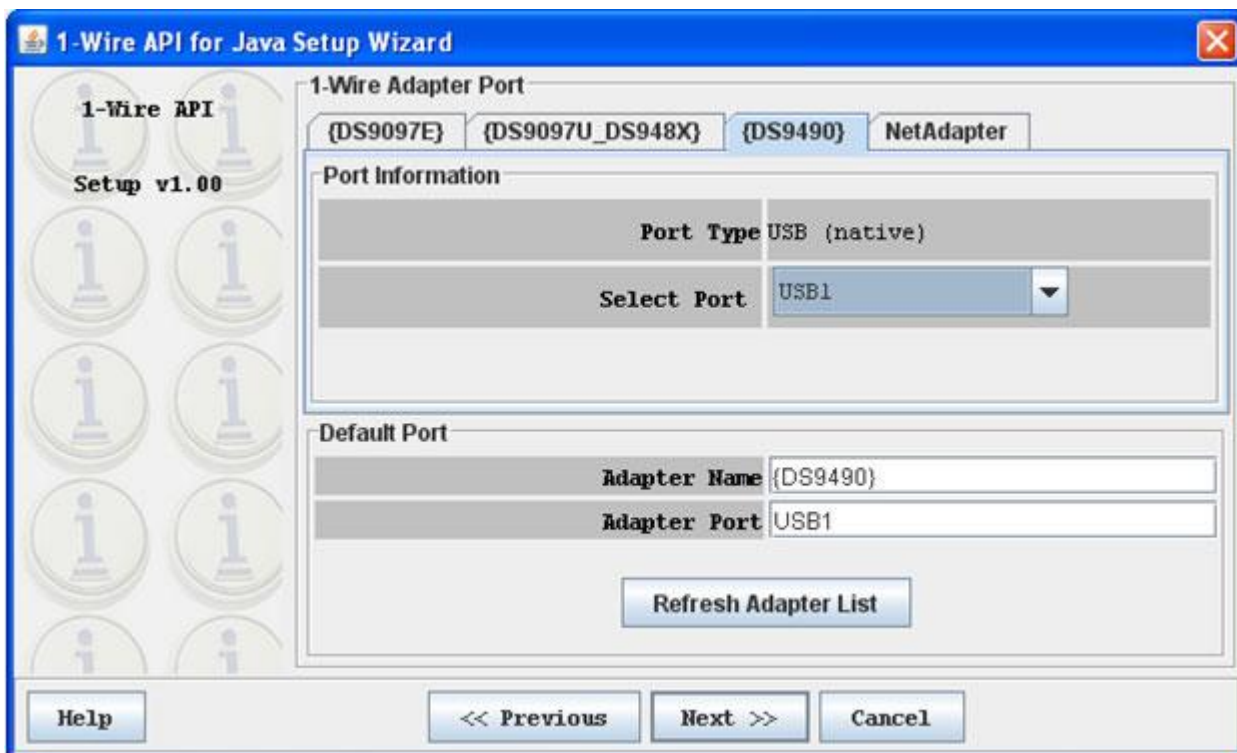 1-Wire API for Java Setup Wizard
1-Wire API
Setup v1.00
1-Wire Adapter Port
{DS9097E} {DS9097U_DS948X} {DS9490} NetAdapter
Port Information
Port Type USB (native)
Select Port USB1
Default Port
Adapter Name {DS9490}
Adapter Port USB1
Refresh Adapter List
Help << Previous Next >> Cancel